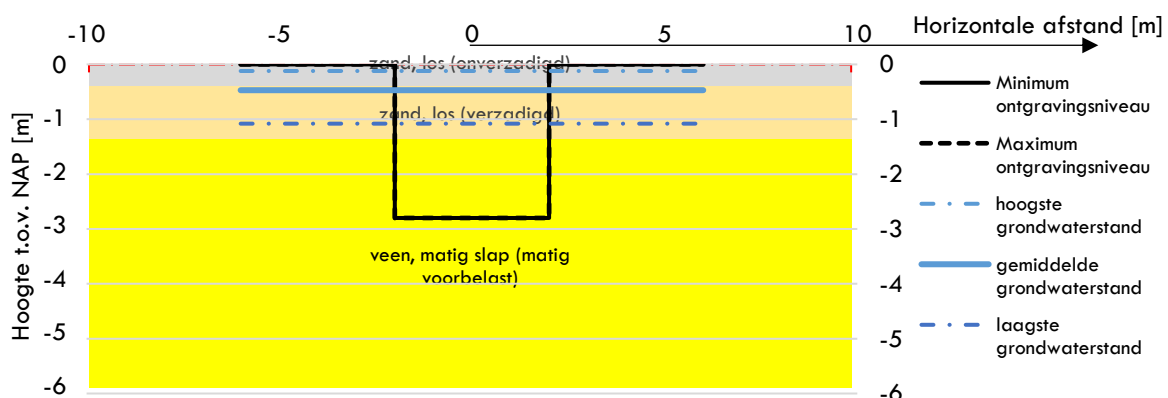 Horizontale afstand [m]
-10 -5 0 5 10
Hoogte t.o.v. NAP [m]
0
-1
-2
-3
-4
-5
-6
zand, los (onverzadigd)
zand, los (verzadigd)
veen, matig slap (matig
voorbelast)
0
-1
-2
-3
-4
-5
-6
Minimum
ontgravingsniveau
Maximum
ontgravingsniveau
hoogste
grondwaterstand
gemiddelde
grondwaterstand
laagste
grondwaterstand